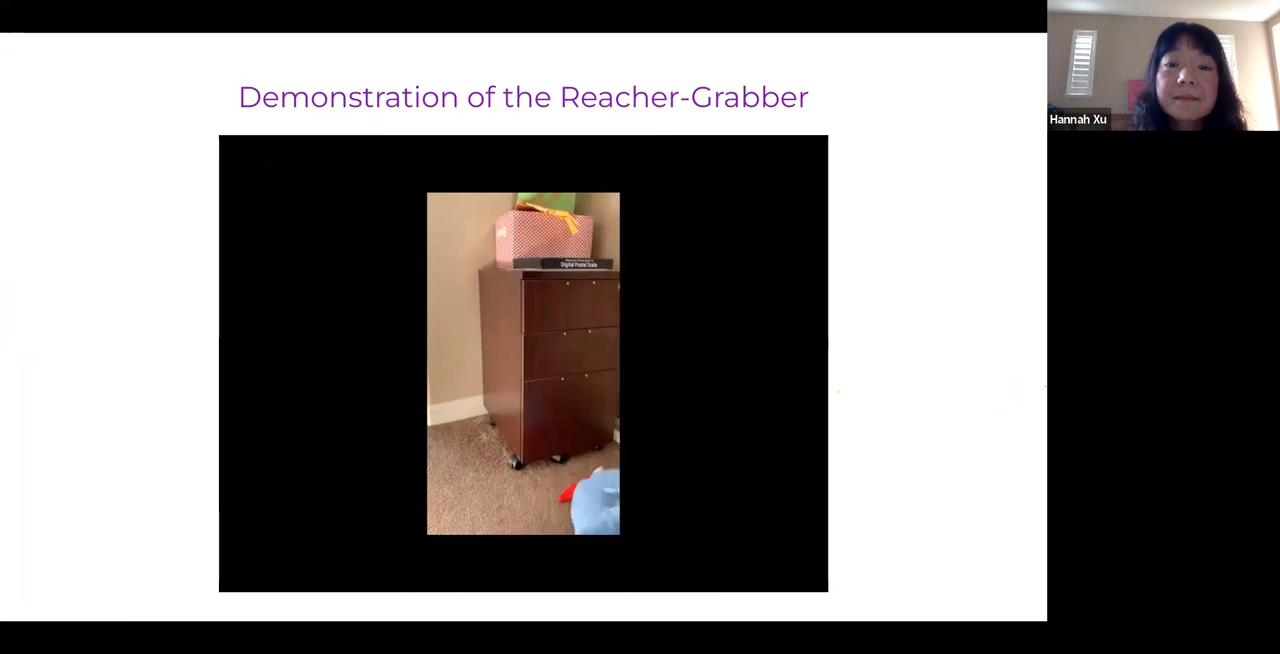 Demonstration of the Reacher-Grabber
Hannah Xu
Digital Postal Scale